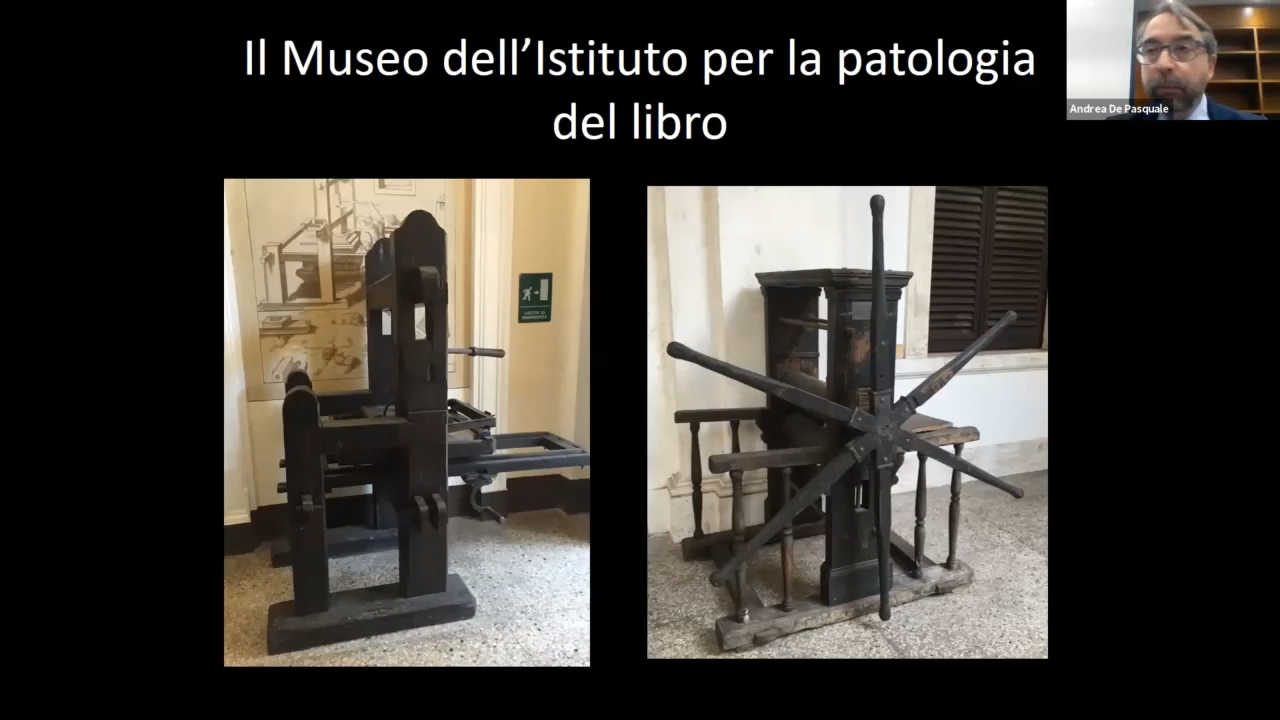 Il Museo dell’Istituto per la patologia
del libro
Andrea De Pasquale